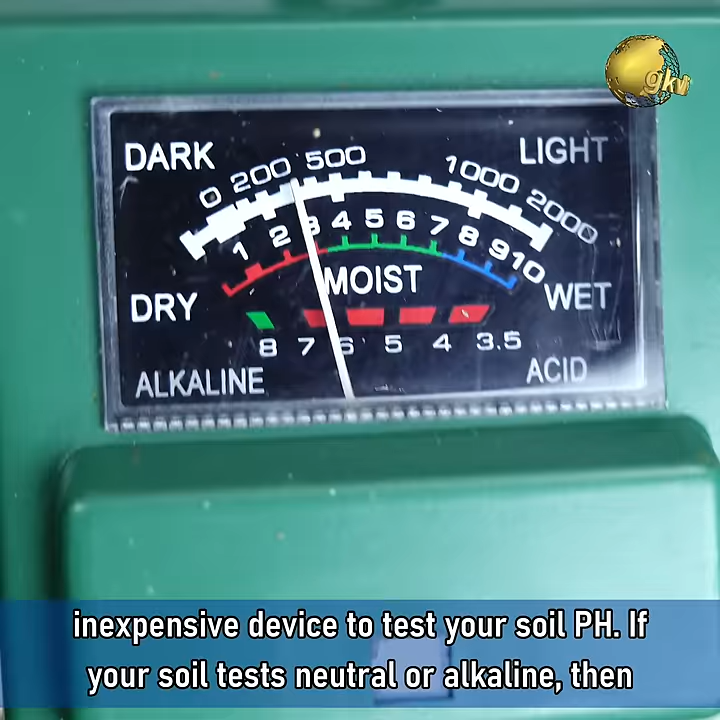 gkv
DARK
LIGHT
0 200 500 1000 2000
1 2 3 4 5 6 7 8 9 10
DRY
MOIST
WET
8 7 6 5 4 3.5
ALKALINE
ACID
inexpensive device to test your soil PH. If
your soil tests neutral or alkaline, then